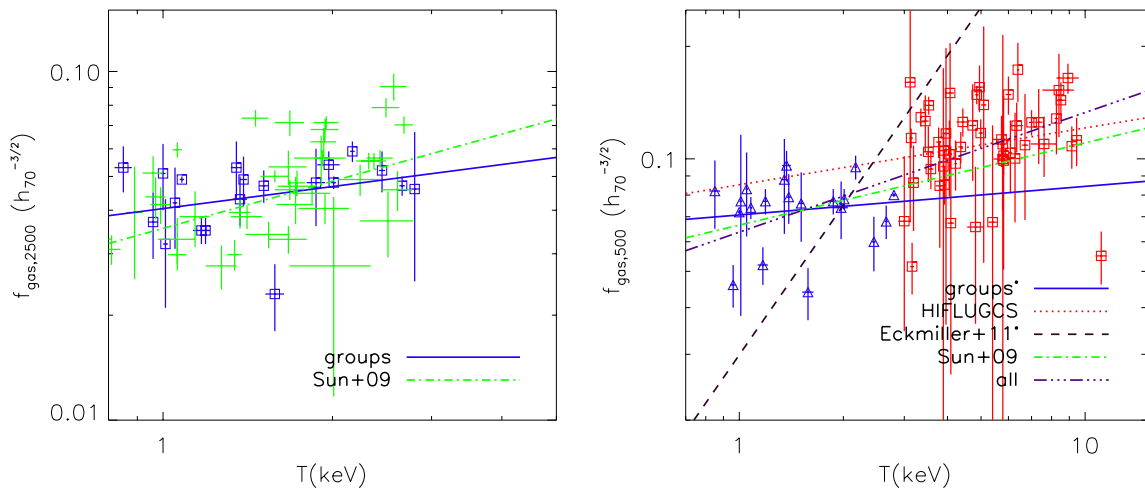 0.10
0.01
f_gas,2500 (h_70^-3/2)
1
T(keV)
groups
Sun+09
0.1
f_gas,500 (h_70^-3/2)
1
10
T(keV)
groups*
HIFLUGCS
Eckmiller+11*
Sun+09
all